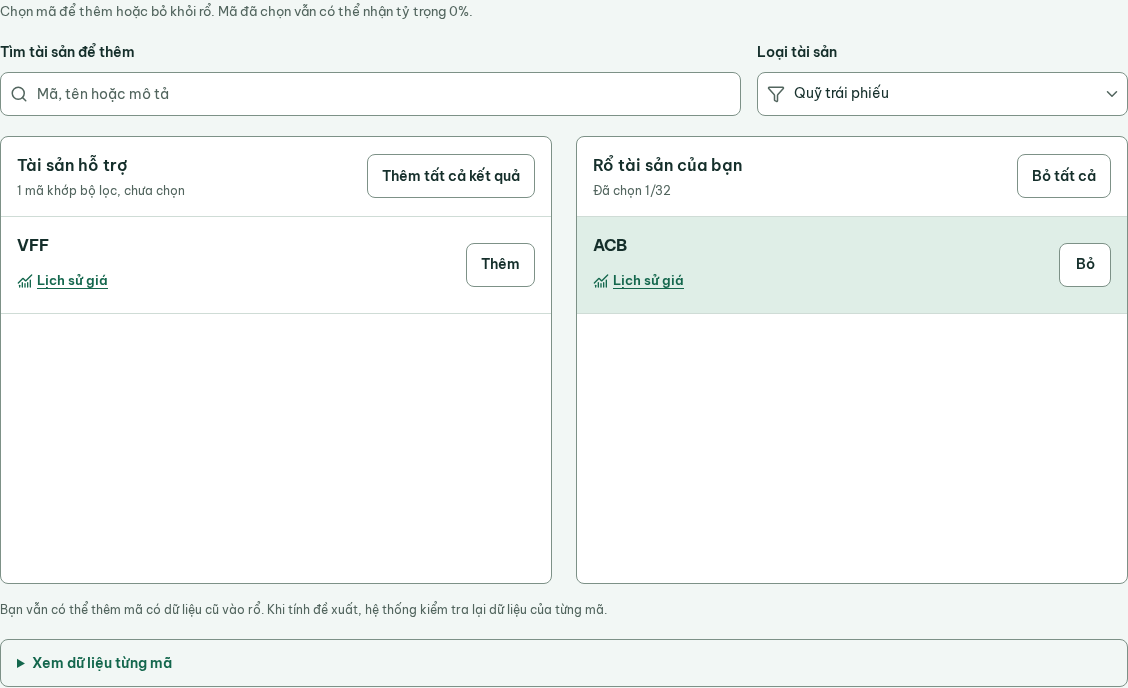 Chọn mã để thêm hoặc bỏ khỏi rổ. Mã đã chọn vẫn có thể nhận tỷ trọng 0%.
Tìm tài sản để thêm
Loại tài sản
Mã, tên hoặc mô tả
Quỹ trái phiếu
Tài sản hỗ trợ
1 mã khớp bộ lọc, chưa chọn
Thêm tất cả kết quả
VFF
Lịch sử giá
Thêm
Rổ tài sản của bạn
Đã chọn 1/32
Bỏ tất cả
ACB
Lịch sử giá
Bỏ
Bạn vẫn có thể thêm mã có dữ liệu cũ vào rổ. Khi tính đề xuất, hệ thống kiểm tra lại dữ liệu của từng mã.
Xem dữ liệu từng mã